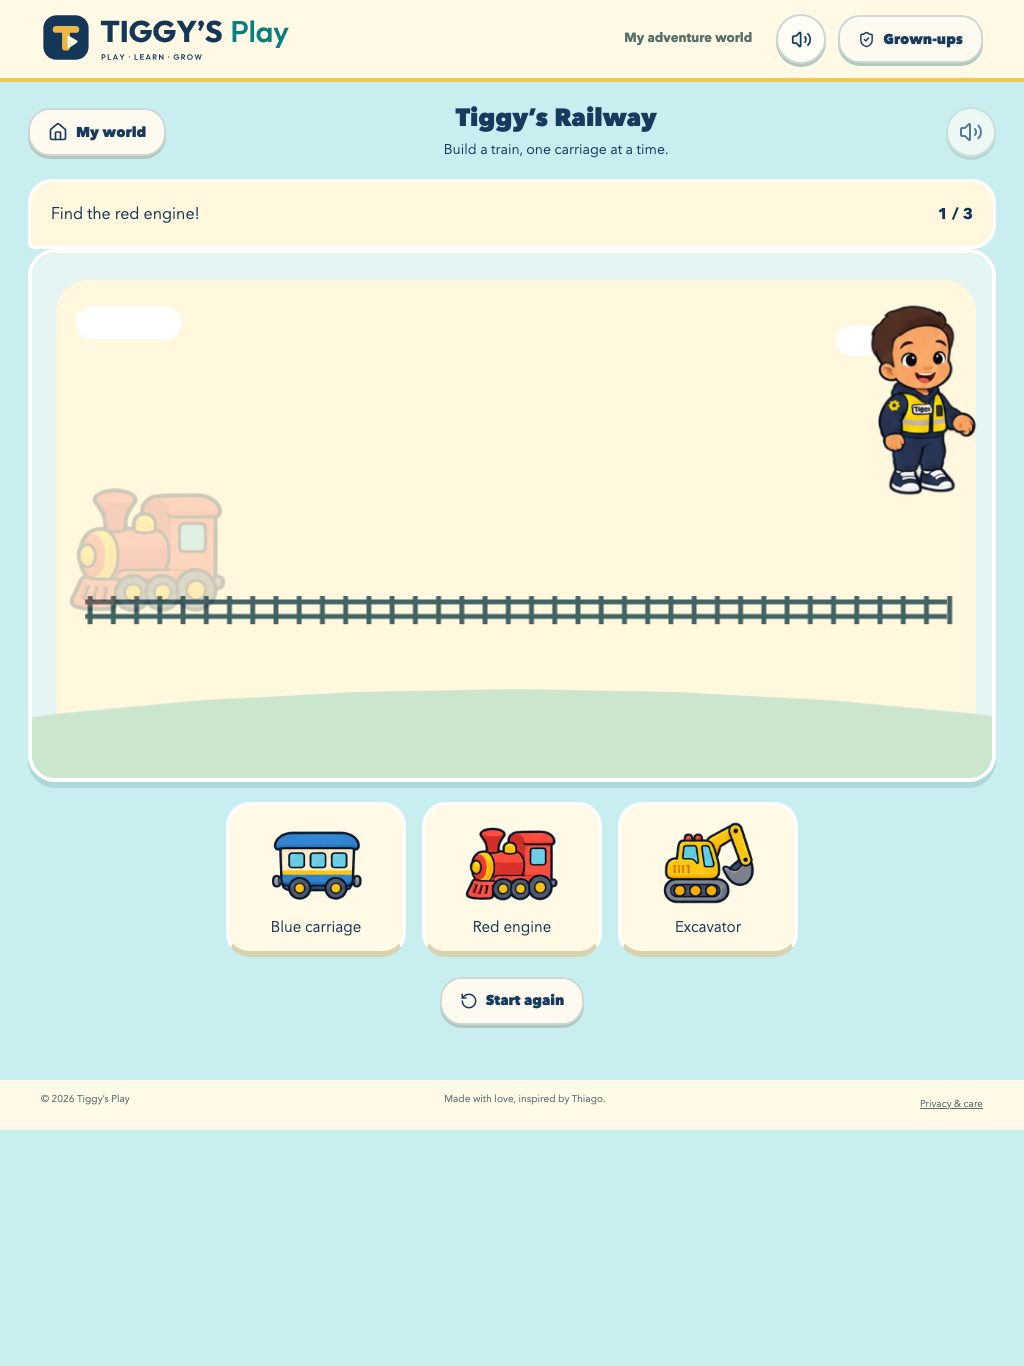 TIGGY’S Play
PLAY · LEARN · GROW
My adventure world
Grown-ups
My world
Tiggy’s Railway
Build a train, one carriage at a time.
Find the red engine!
1 / 3
Tiggy
Blue carriage
Red engine
Excavator
Start again
© 2026 Tiggy’s Play
Made with love, inspired by Thiago.
Privacy & care